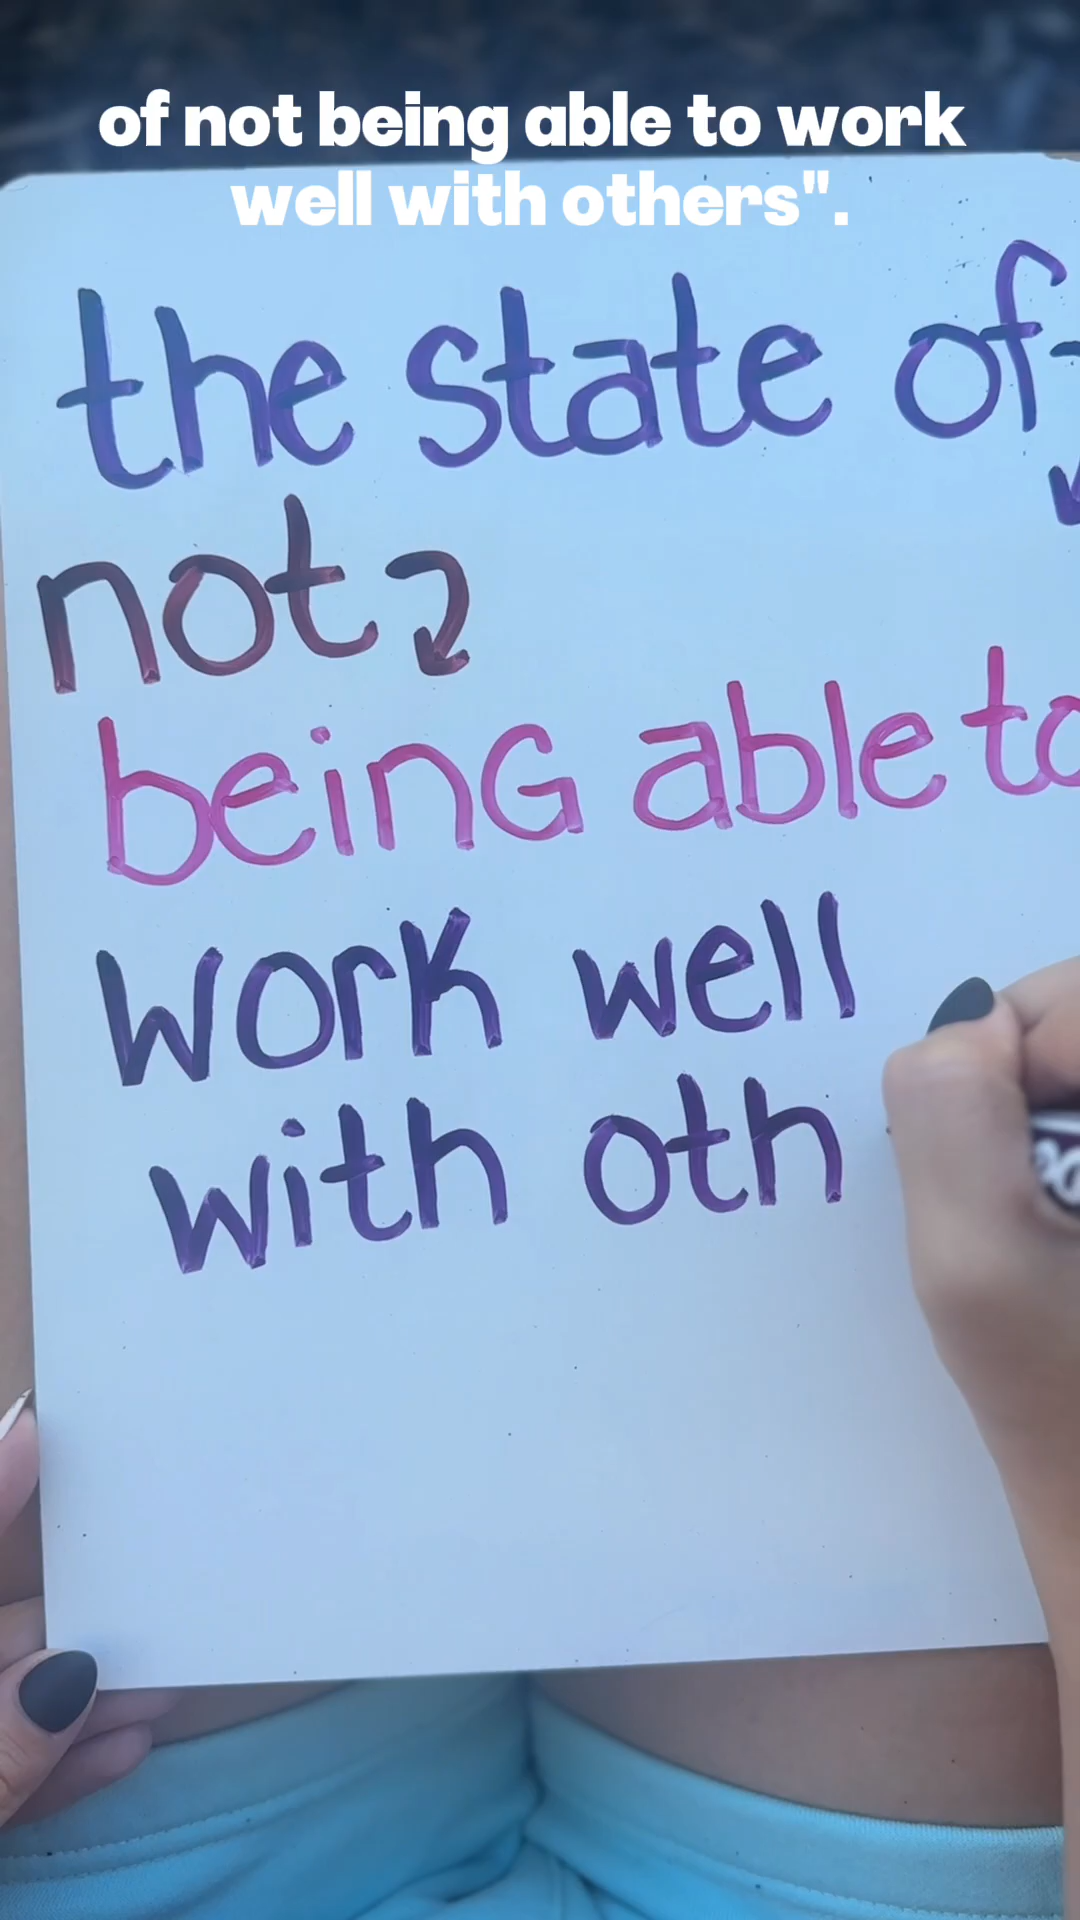 of not being able to work
well with others".
the state of
not
beinG able to
work well
with oth